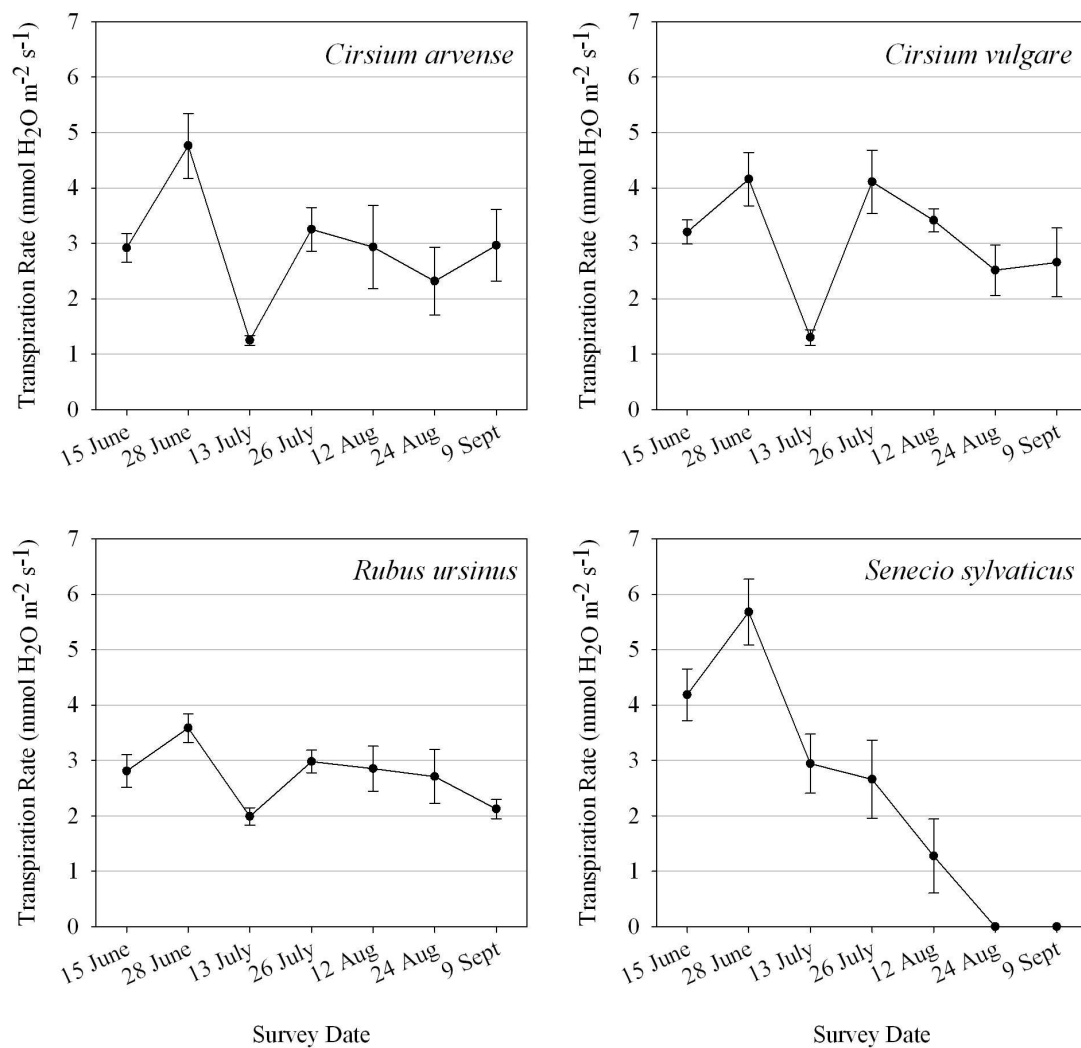 Cirsium arvense
Transpiration Rate (mmol H₂O m⁻² s⁻¹)
7
6
5
4
3
2
1
0
15 June
28 June
13 July
26 July
12 Aug
24 Aug
9 Sept
Cirsium vulgare
Transpiration Rate (mmol H₂O m⁻² s⁻¹)
7
6
5
4
3
2
1
0
15 June
28 June
13 July
26 July
12 Aug
24 Aug
9 Sept
Rubus ursinus
Transpiration Rate (mmol H₂O m⁻² s⁻¹)
7
6
5
4
3
2
1
0
15 June
28 June
13 July
26 July
12 Aug
24 Aug
9 Sept
Survey Date
Senecio sylvaticus
Transpiration Rate (mmol H₂O m⁻² s⁻¹)
7
6
5
4
3
2
1
0
15 June
28 June
13 July
26 July
12 Aug
24 Aug
9 Sept
Survey Date